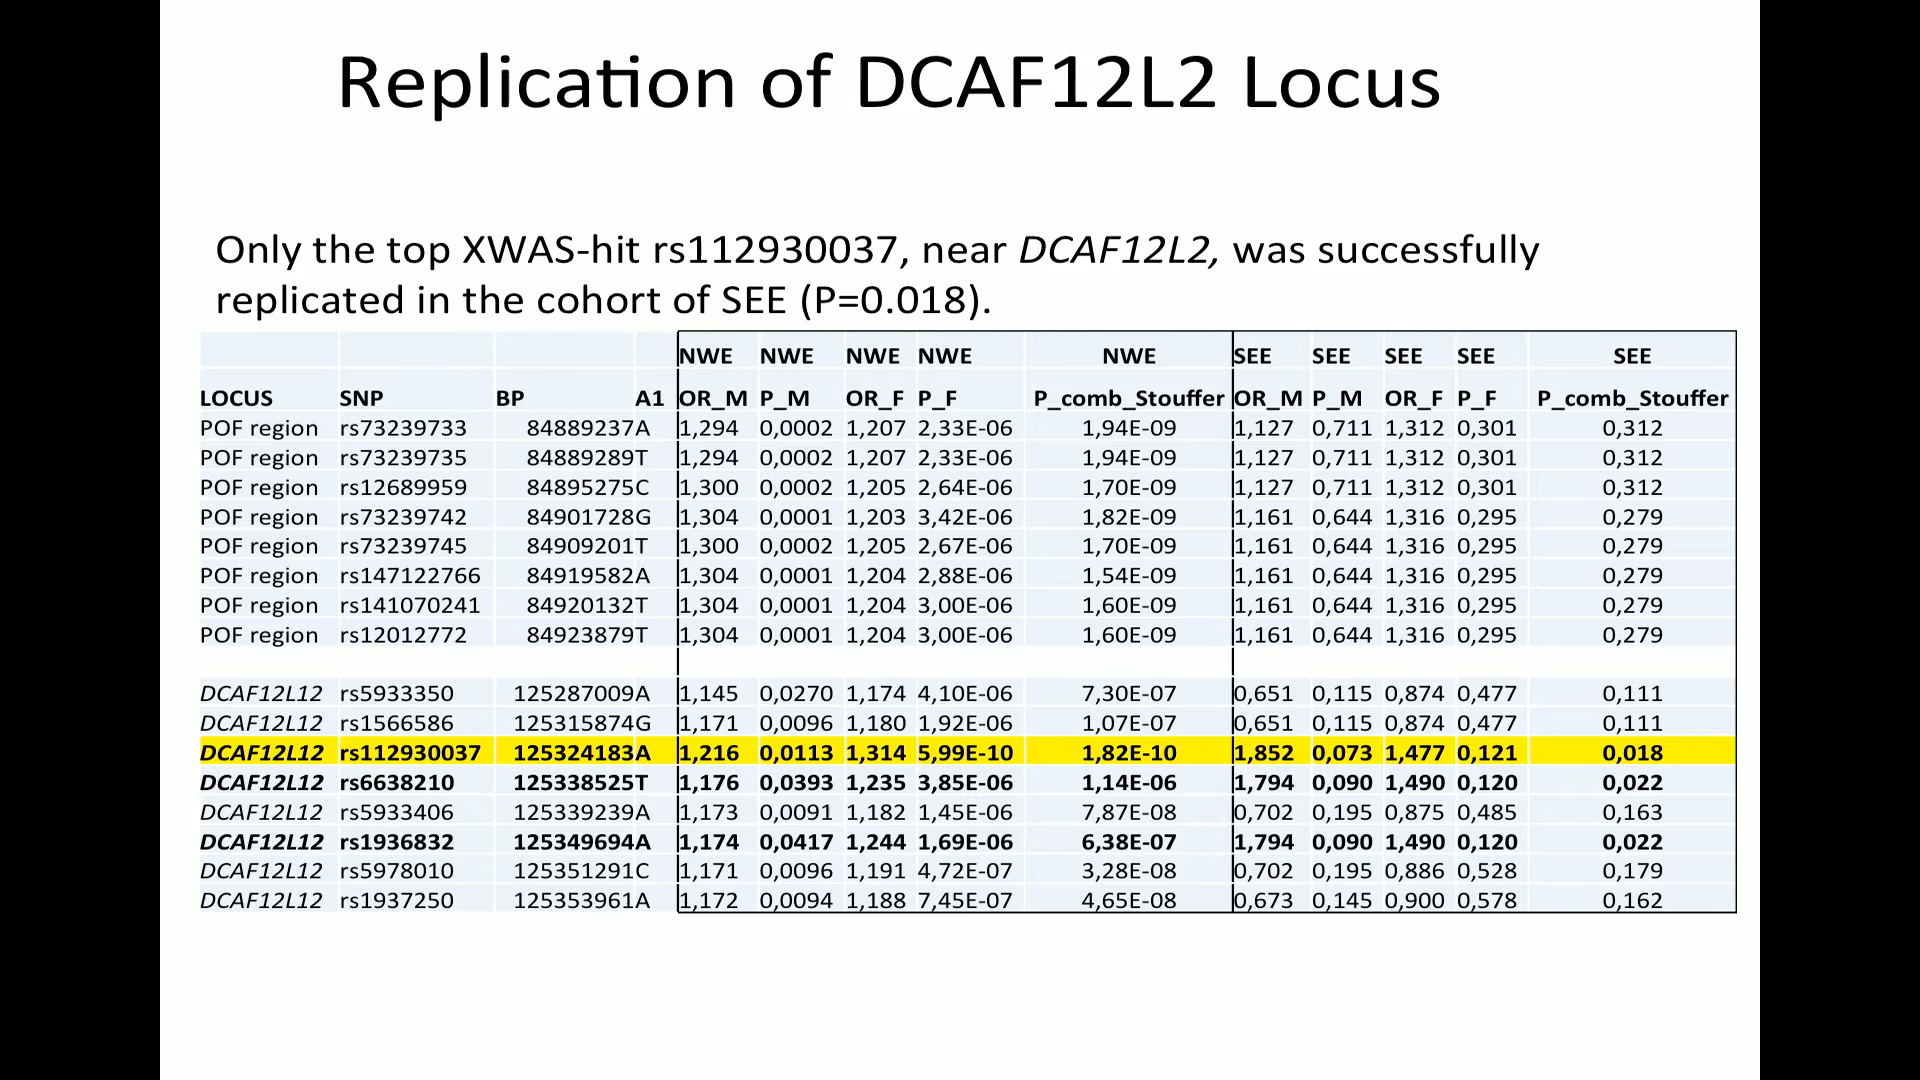 Replication of DCAF12L2 Locus
Only the top XWAS-hit rs112930037, near DCAF12L2, was successfully
replicated in the cohort of SEE (P=0.018).
NWE NWE NWE NWE NWE SEE SEE SEE SEE SEE
LOCUS SNP BP A1 OR_M P_M OR_F P_F P_comb_Stouffer OR_M P_M OR_F P_F P_comb_Stouffer
POF region rs73239733 84889237 A 1,294 0,0002 1,207 2,33E-06 1,94E-09 1,127 0,711 1,312 0,301 0,312
POF region rs73239735 84889289 T 1,294 0,0002 1,207 2,33E-06 1,94E-09 1,127 0,711 1,312 0,301 0,312
POF region rs12689959 84895275 C 1,300 0,0002 1,205 2,64E-06 1,70E-09 1,127 0,711 1,312 0,301 0,312
POF region rs73239742 84901728 G 1,304 0,0001 1,203 3,42E-06 1,82E-09 1,161 0,644 1,316 0,295 0,279
POF region rs73239745 84909201 T 1,300 0,0002 1,205 2,67E-06 1,70E-09 1,161 0,644 1,316 0,295 0,279
POF region rs147122766 84919582 A 1,304 0,0001 1,204 2,88E-06 1,54E-09 1,161 0,644 1,316 0,295 0,279
POF region rs141070241 84920132 T 1,304 0,0001 1,204 3,00E-06 1,60E-09 1,161 0,644 1,316 0,295 0,279
POF region rs12012772 84923879 T 1,304 0,0001 1,204 3,00E-06 1,60E-09 1,161 0,644 1,316 0,295 0,279
DCAF12L12 rs5933350 125287009 A 1,145 0,0270 1,174 4,10E-06 7,30E-07 0,651 0,115 0,874 0,477 0,111
DCAF12L12 rs1566586 125315874 G 1,171 0,0096 1,180 1,92E-06 1,07E-07 0,651 0,115 0,874 0,477 0,111
DCAF12L12 rs112930037 125324183 A 1,216 0,0113 1,314 5,99E-10 1,82E-10 1,852 0,073 1,477 0,121 0,018
DCAF12L12 rs6638210 125338525 T 1,176 0,0393 1,235 3,85E-06 1,14E-06 1,794 0,090 1,490 0,120 0,022
DCAF12L12 rs5933406 125339239 A 1,173 0,0091 1,182 1,45E-06 7,87E-08 0,702 0,195 0,875 0,485 0,163
DCAF12L12 rs1936832 125349694 A 1,174 0,0417 1,244 1,69E-06 6,38E-07 1,794 0,090 1,490 0,120 0,022
DCAF12L12 rs5978010 125351291 C 1,171 0,0096 1,191 4,72E-07 3,28E-08 0,702 0,195 0,886 0,528 0,179
DCAF12L12 rs1937250 125353961 A 1,172 0,0094 1,188 7,45E-07 4,65E-08 0,673 0,145 0,900 0,578 0,162